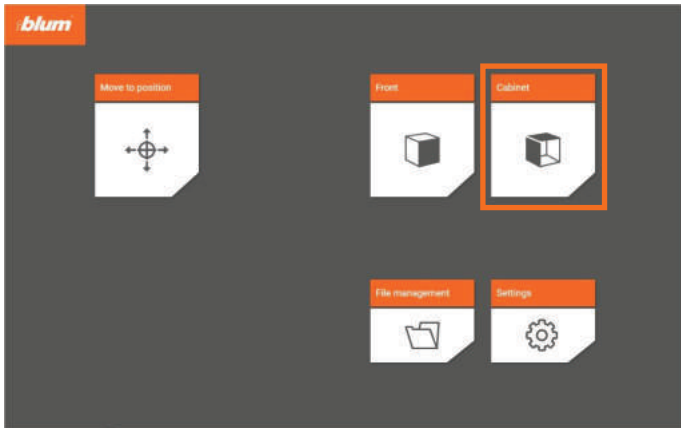 blum
Move to position
Front
Cabinet
File management
Settings